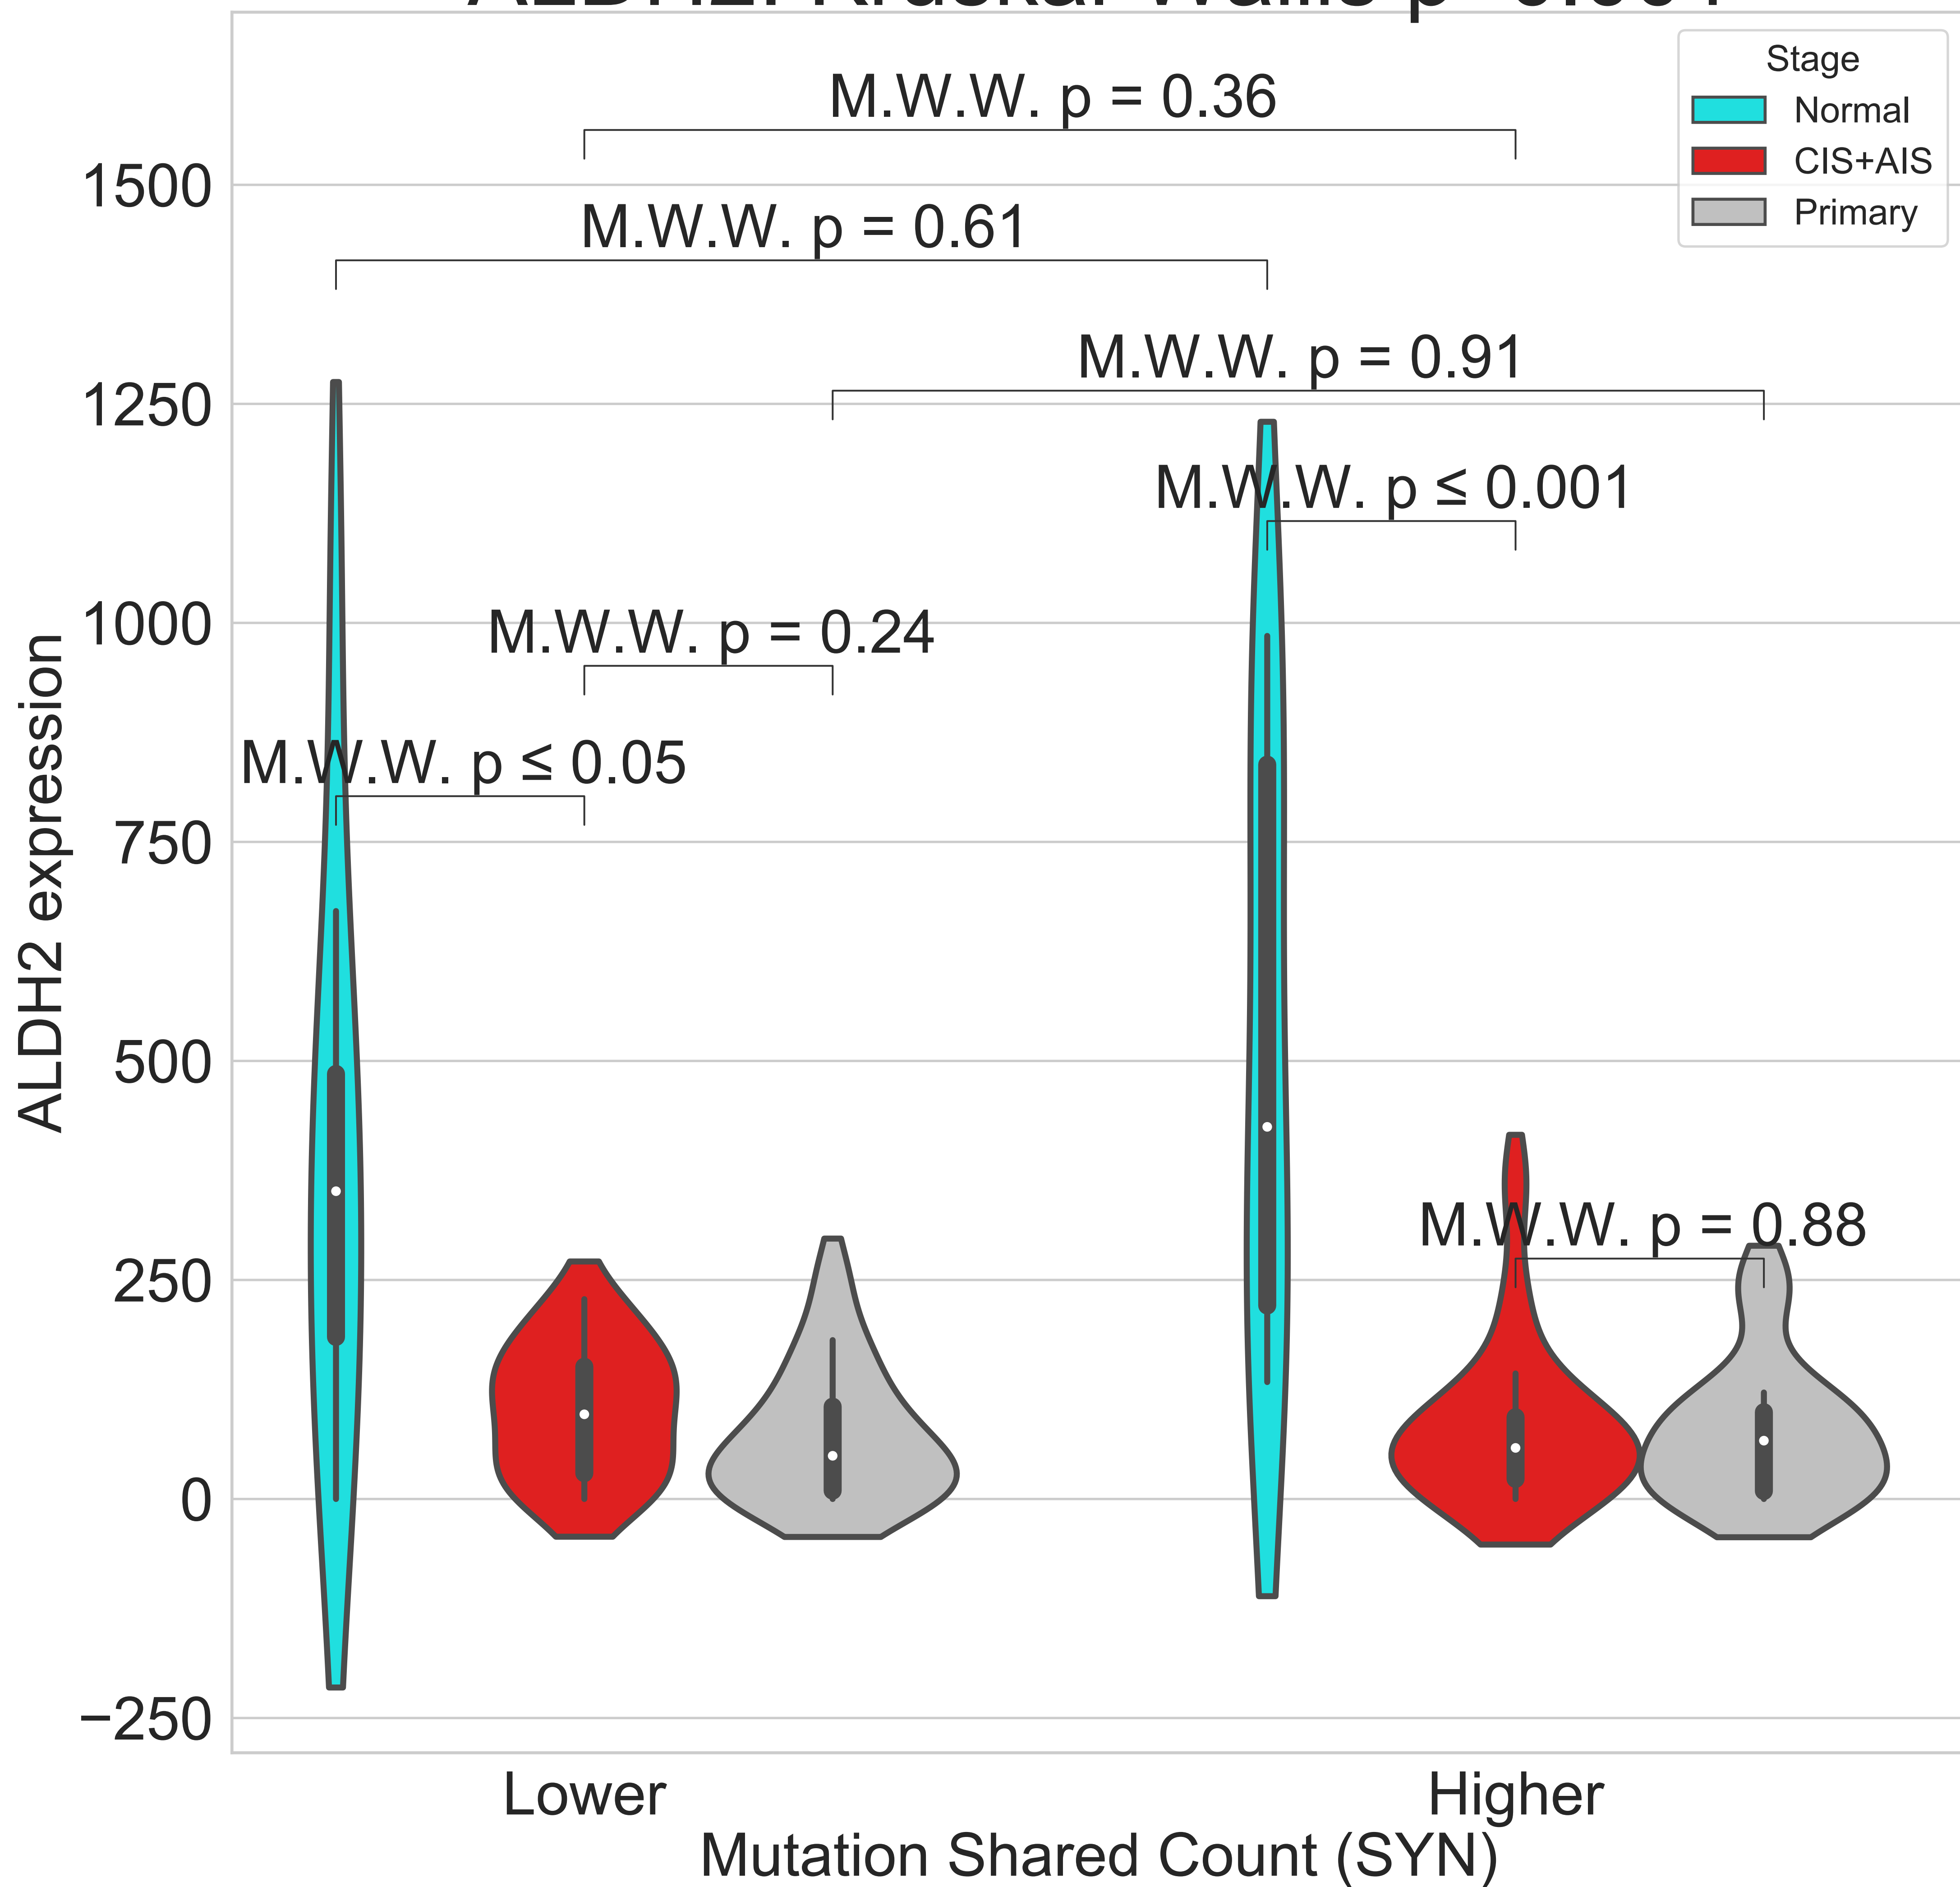 Stage
Normal
CIS+AIS
Primary
M.W.W. p = 0.36
M.W.W. p = 0.61
M.W.W. p = 0.91
M.W.W. p ≤ 0.001
M.W.W. p = 0.24
M.W.W. p ≤ 0.05
M.W.W. p = 0.88
1500
1250
1000
750
500
250
0
−250
ALDH2 expression
Lower
Higher
Mutation Shared Count (SYN)